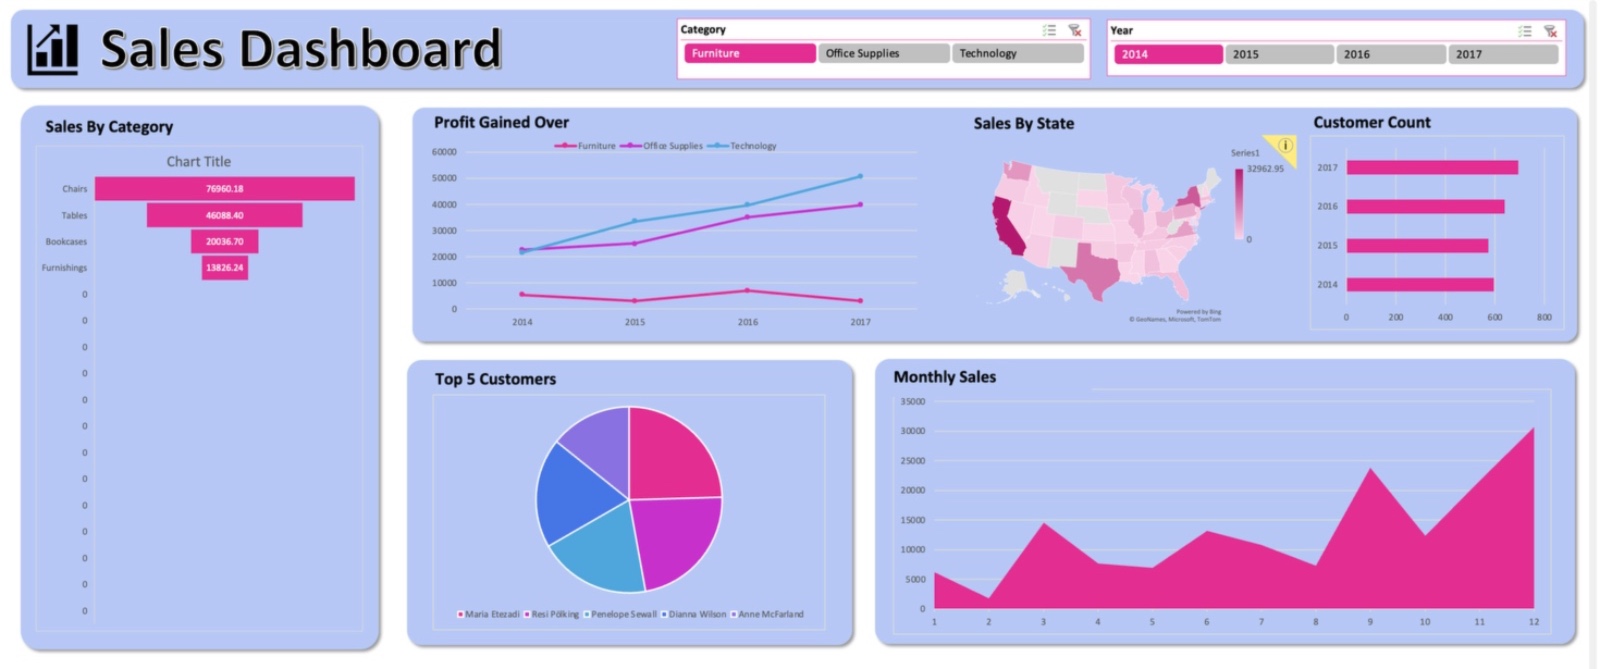 Sales Dashboard
Category
Furniture
Office Supplies
Technology
Year
2014
2015
2016
2017
Sales By Category
Chart Title
Chairs
76960.18
Tables
46088.40
Bookcases
20036.70
Furnishings
13826.24
0
0
0
0
0
0
0
0
0
0
0
0
0
Profit Gained Over
Furniture Office Supplies Technology
60000
50000
40000
30000
20000
10000
0
2014 2015 2016 2017
Sales By State
Series1
32962.95
0
Powered by Bing
© GeoNames, Microsoft, TomTom
Customer Count
2017
2016
2015
2014
0 200 400 600 800
Top 5 Customers
Maria Etezadi Resi Pölking Penelope Sewall Dianna Wilson Anne McFarland
Monthly Sales
35000
30000
25000
20000
15000
10000
5000
0
1 2 3 4 5 6 7 8 9 10 11 12